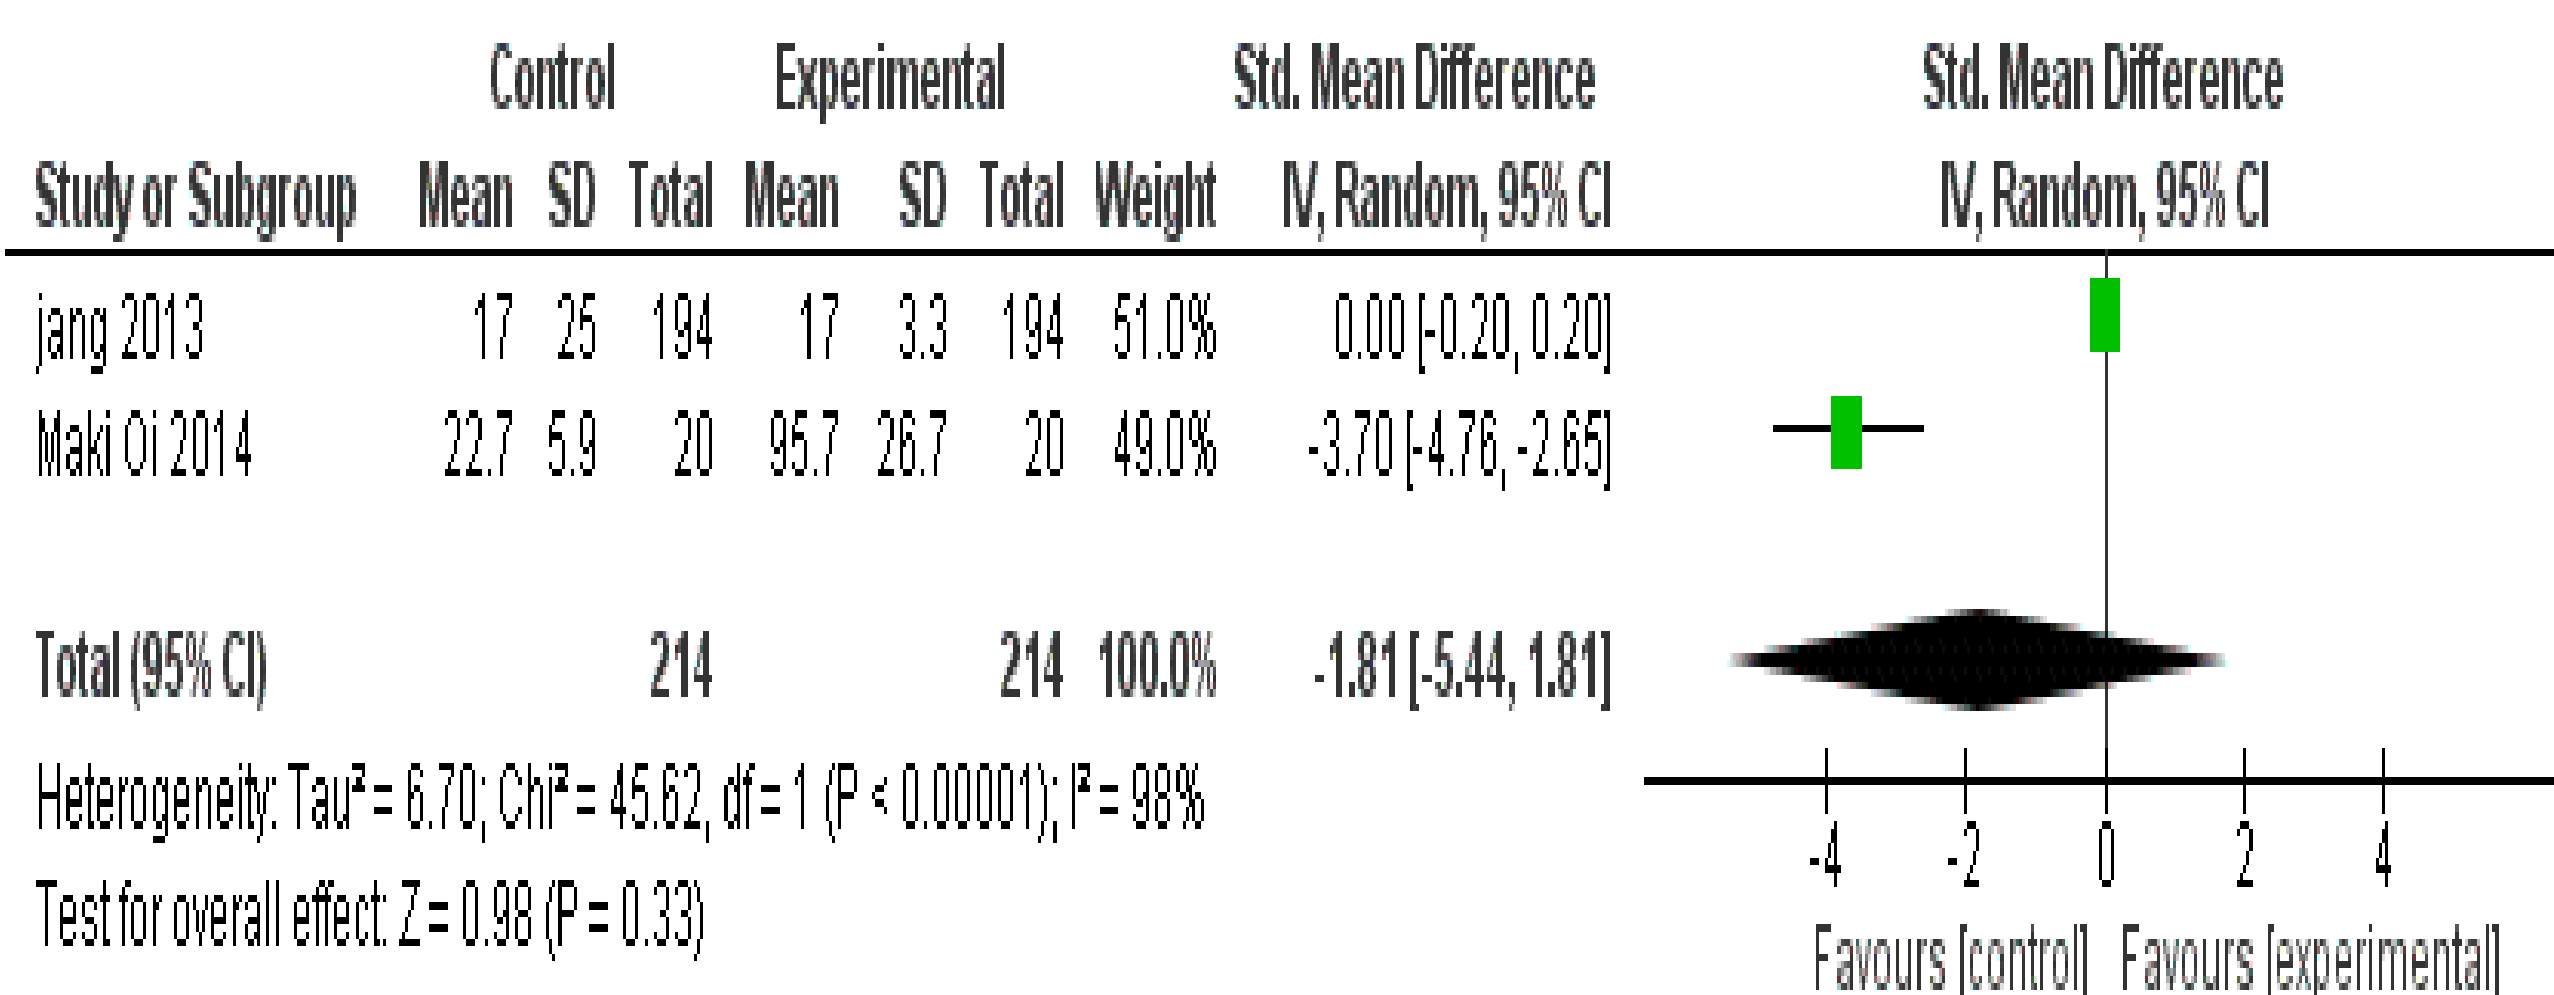 Control Experimental Std. Mean Difference Std. Mean Difference
Study or Subgroup Mean SD Total Mean SD Total Weight IV, Random, 95% CI IV, Random, 95% CI
jang 2013 17 25 194 17 3.3 194 51.0% 0.00 [-0.20, 0.20]
Maki Oi 2014 22.7 5.9 20 95.7 26.7 20 49.0% -3.70 [-4.76, -2.65]
Total (95% CI) 214 214 100.0% -1.81 [-5.44, 1.81]
Heterogeneity: Tau² = 6.70; Chi² = 45.62, df = 1 (P < 0.00001); I² = 98%
Test for overall effect: Z = 0.98 (P = 0.33)
-4 -2 0 2 4
Favours [control] Favours [experimental]